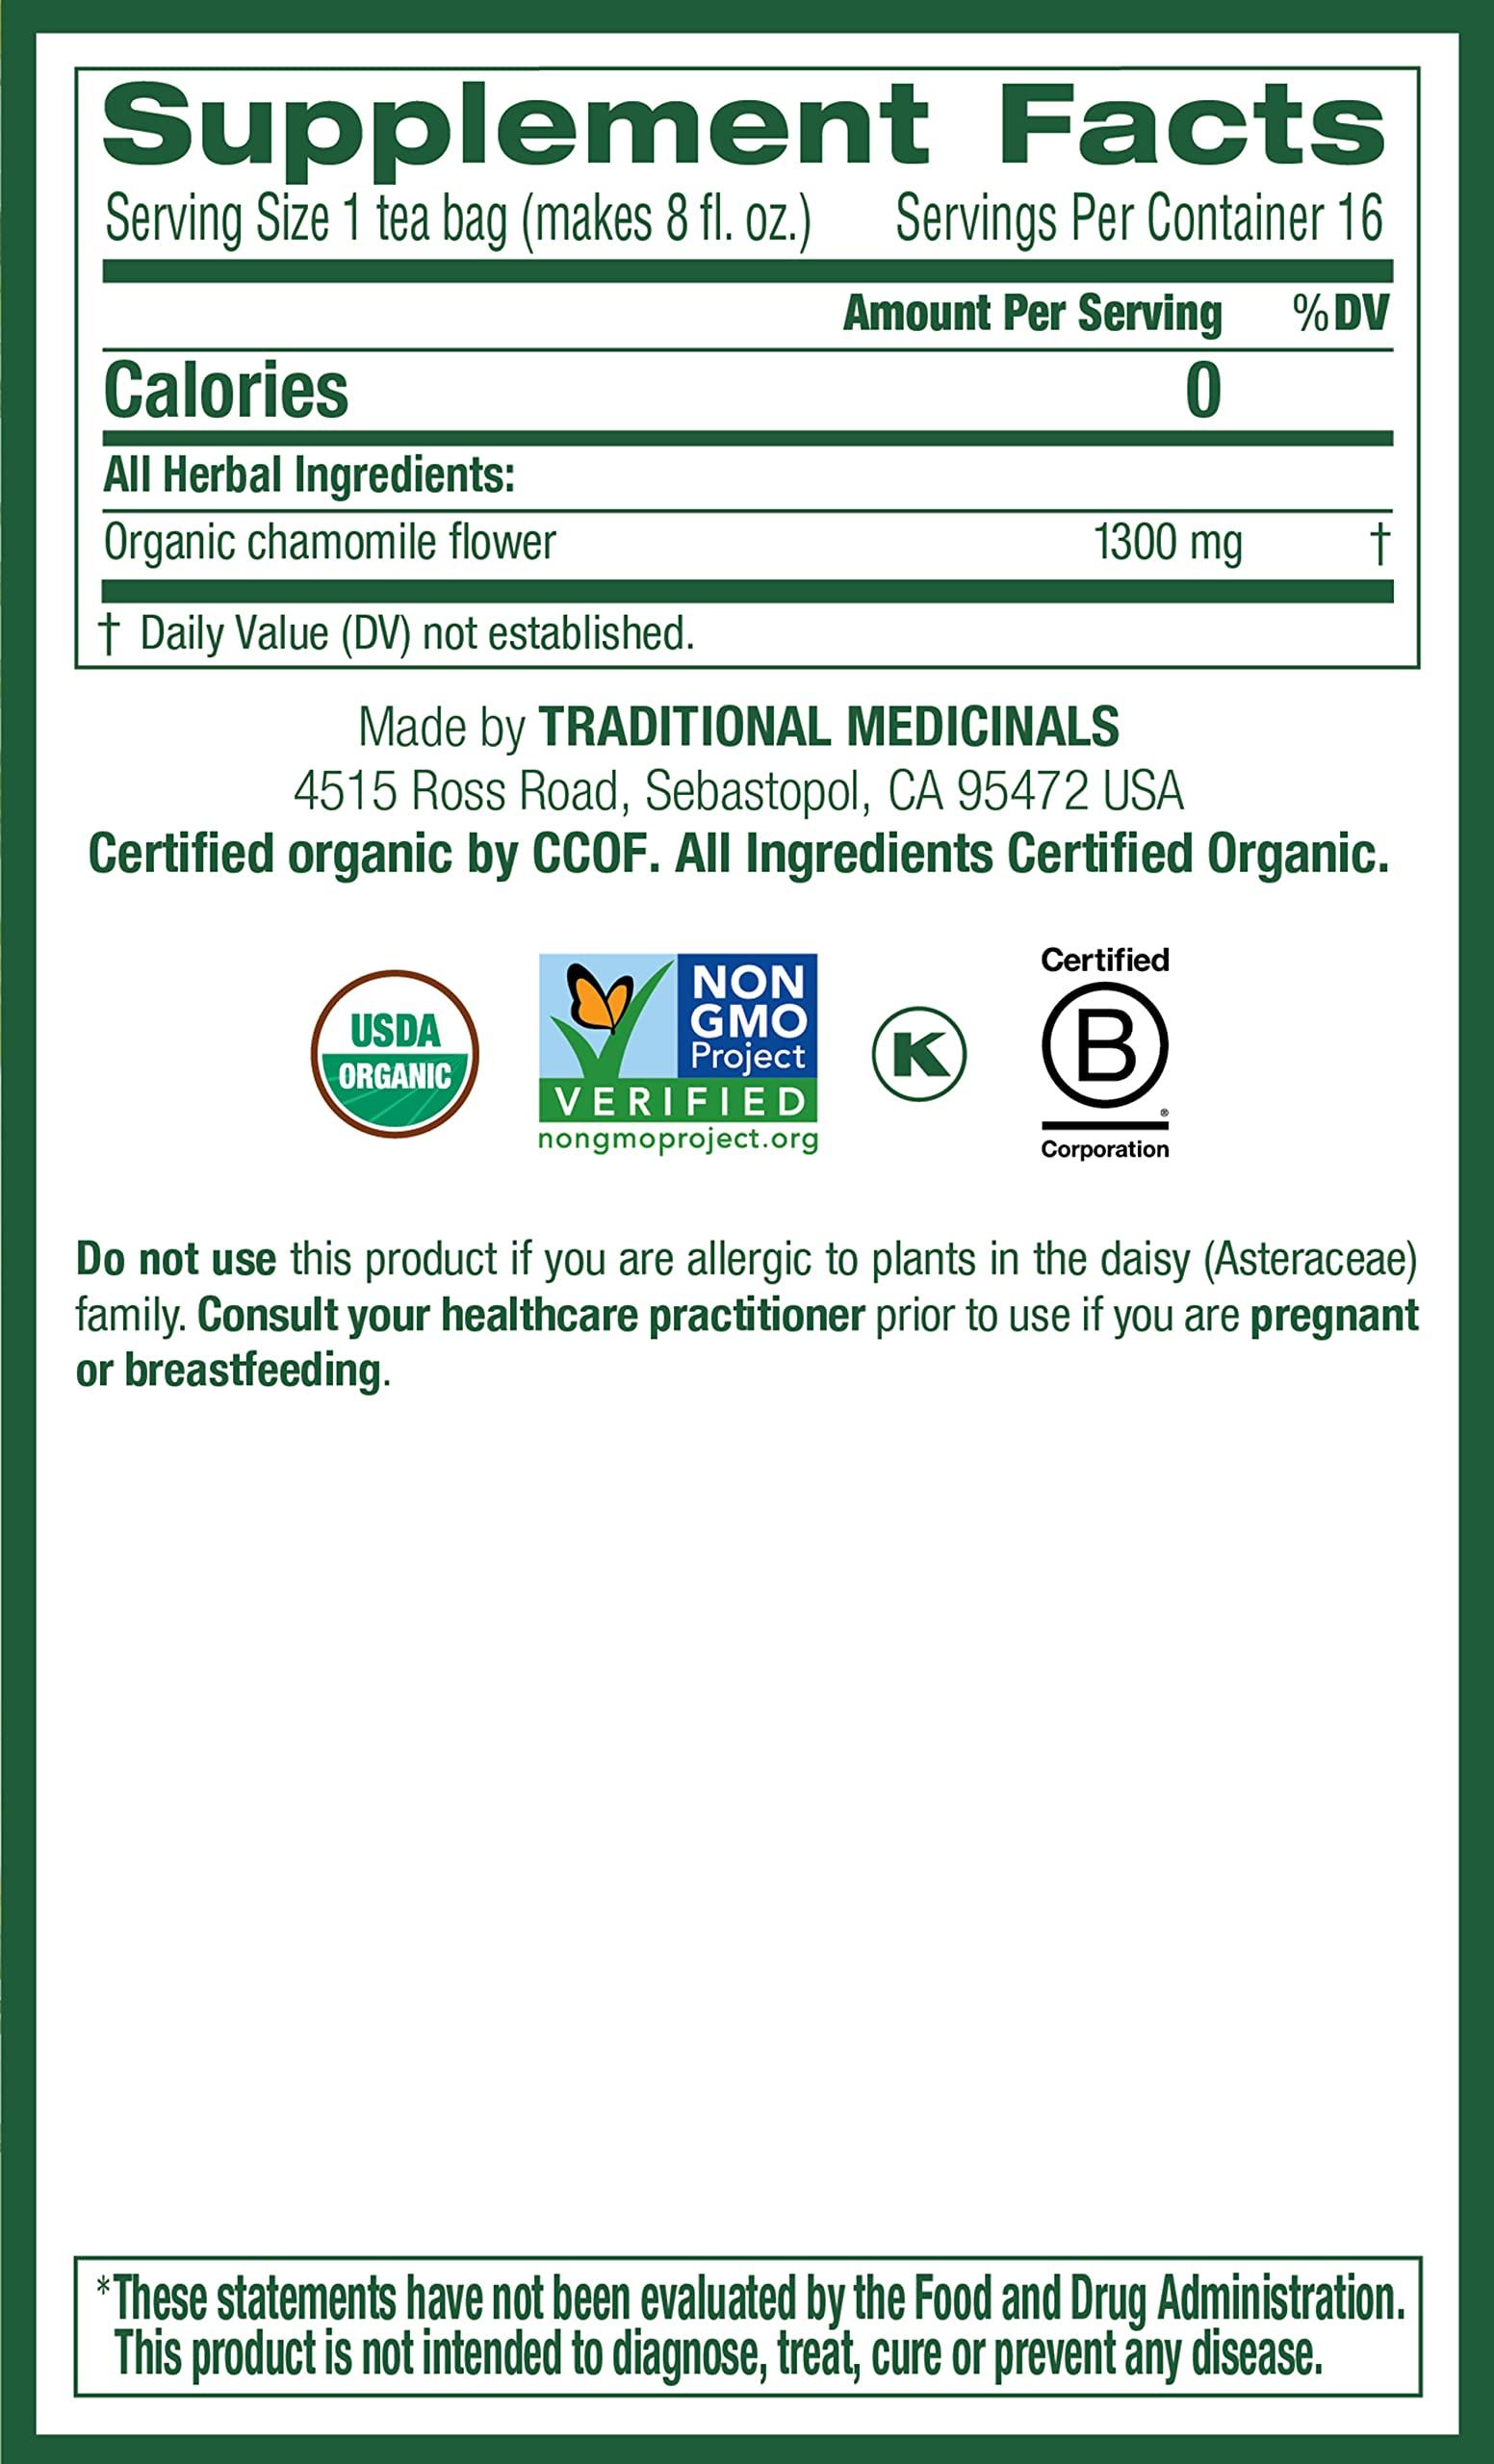 Supplement Facts
Serving Size 1 tea bag (makes 8 fl. oz.) Servings Per Container 16
Amount Per Serving %DV
Calories 0
All Herbal Ingredients:
Organic chamomile flower 1300 mg †
† Daily Value (DV) not established.
Made by TRADITIONAL MEDICINALS
4515 Ross Road, Sebastopol, CA 95472 USA
Certified organic by CCOF. All Ingredients Certified Organic.
USDA
ORGANIC
NON
GMO
Project
VERIFIED
nongmoproject.org
K
Certified
B
®
Corporation
Do not use this product if you are allergic to plants in the daisy (Asteraceae)
family. Consult your healthcare practitioner prior to use if you are pregnant
or breastfeeding.
*These statements have not been evaluated by the Food and Drug Administration.
This product is not intended to diagnose, treat, cure or prevent any disease.